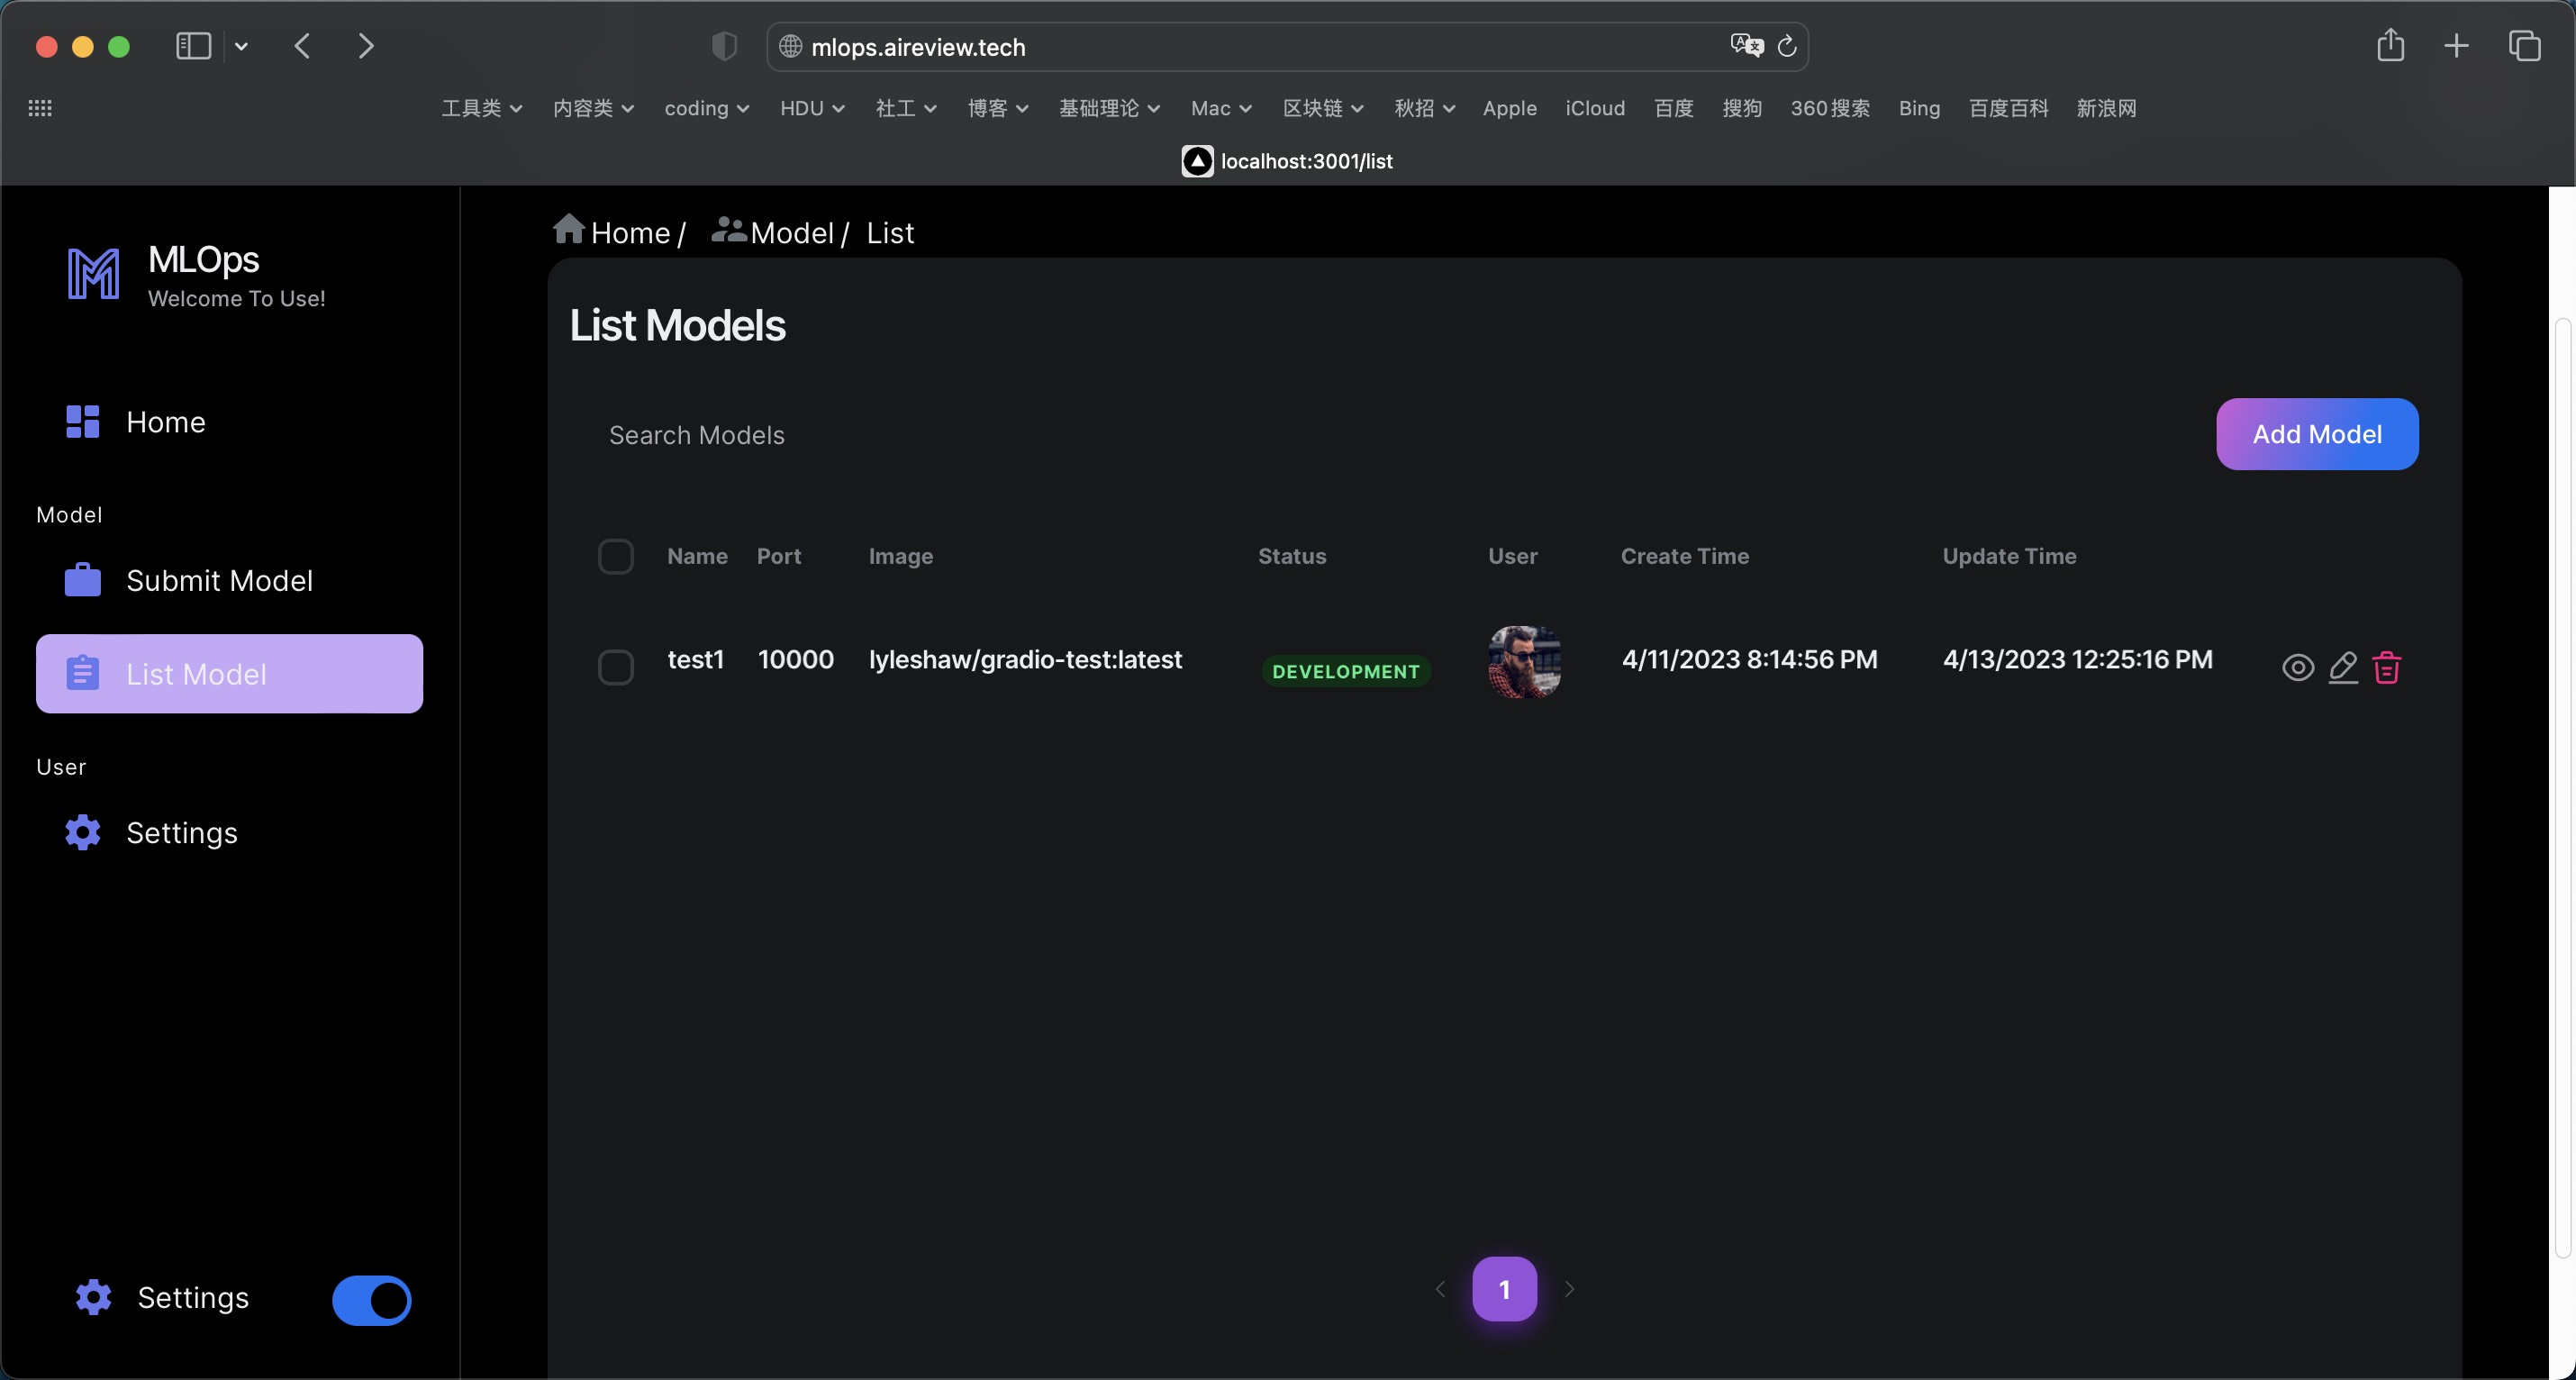 mlops.aireview.tech
工具类 内容类 coding HDU 社工 博客 基础理论 Mac 区块链 秋招 Apple iCloud 百度 搜狗 360搜索 Bing 百度百科 新浪网
localhost:3001/list
MLOps
Welcome To Use!
Home
Model
Submit Model
List Model
User
Settings
Settings
Home / Model / List
List Models
Search Models
Add Model
Name Port Image Status User Create Time Update Time
test1 10000 lyleshaw/gradio-test:latest DEVELOPMENT 4/11/2023 8:14:56 PM 4/13/2023 12:25:16 PM
1